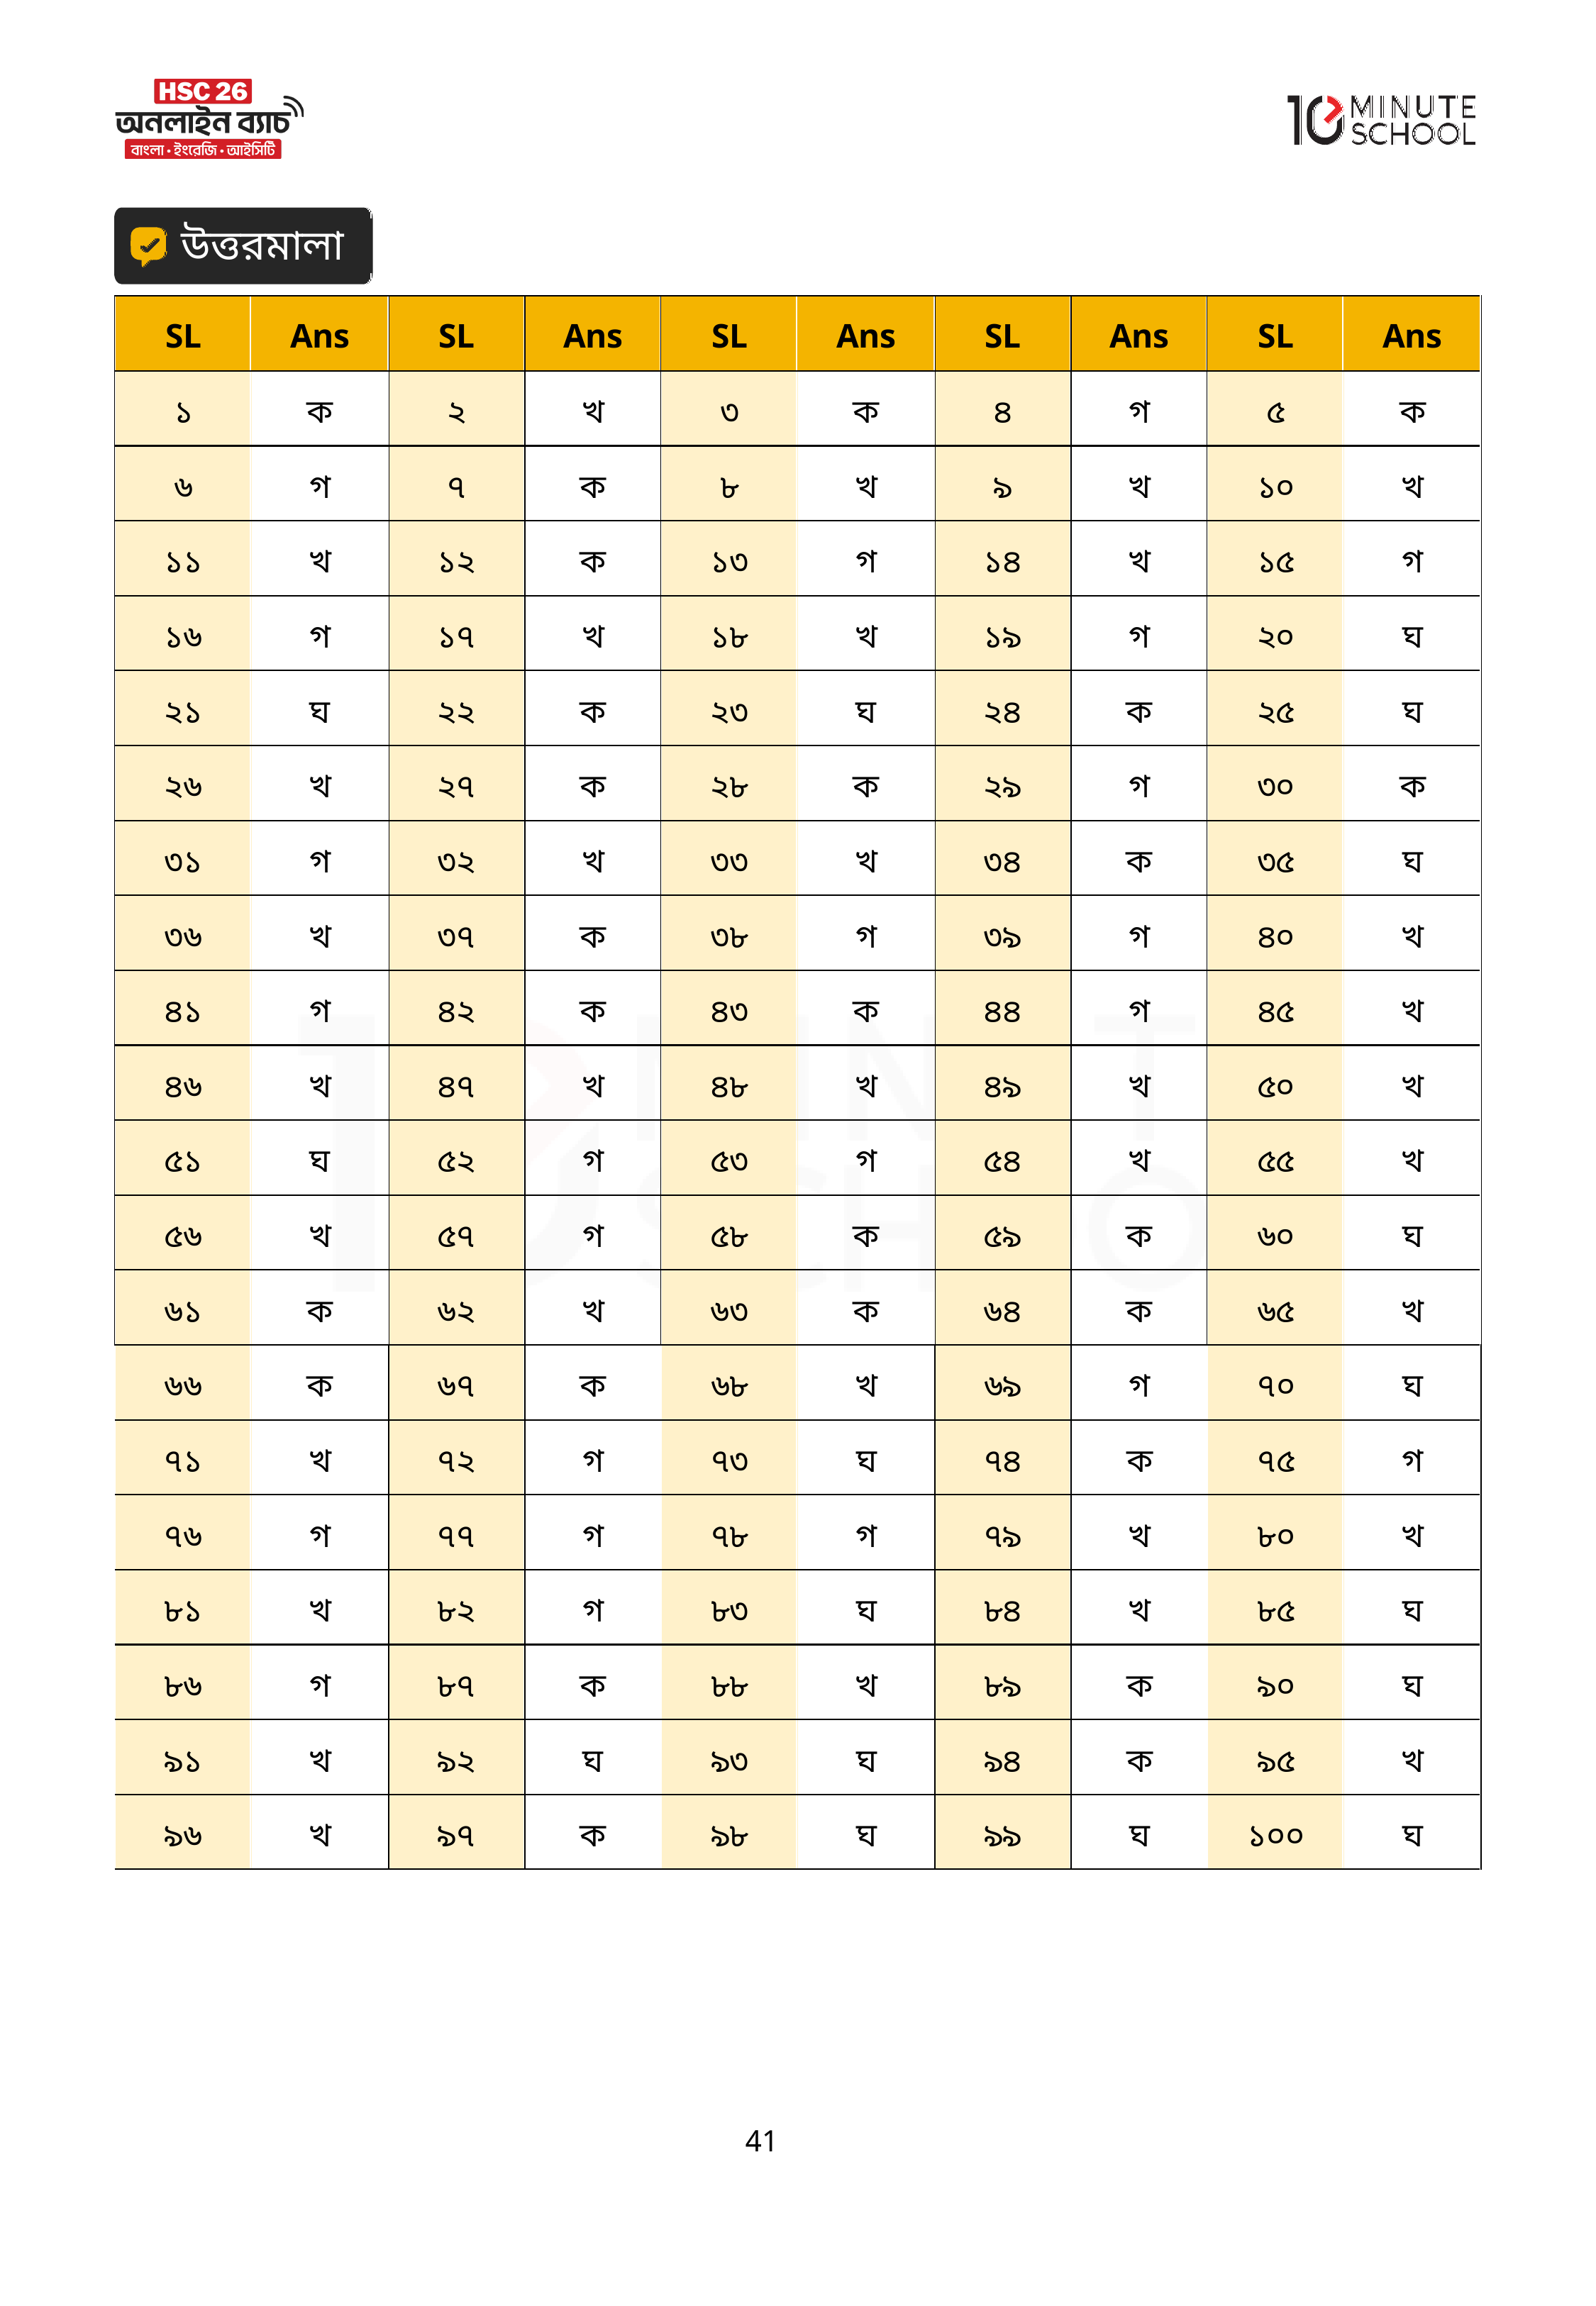 HSC 26
অনলাইন ব্যাচ
বাংলা • ইংরেজি • আইসিটি
10 MINUTE
SCHOOL
উত্তরমালা
SL Ans SL Ans SL Ans SL Ans SL Ans
১ ক ২ খ ৩ ক ৪ গ ৫ ক
৬ গ ৭ ক ৮ খ ৯ খ ১০ খ
১১ খ ১২ ক ১৩ গ ১৪ খ ১৫ গ
১৬ গ ১৭ খ ১৮ খ ১৯ গ ২০ ঘ
২১ ঘ ২২ ক ২৩ ঘ ২৪ ক ২৫ ঘ
২৬ খ ২৭ ক ২৮ ক ২৯ গ ৩০ ক
৩১ গ ৩২ খ ৩৩ খ ৩৪ ক ৩৫ ঘ
৩৬ খ ৩৭ ক ৩৮ গ ৩৯ গ ৪০ খ
৪১ গ ৪২ ক ৪৩ ক ৪৪ গ ৪৫ খ
৪৬ খ ৪৭ খ ৪৮ খ ৪৯ খ ৫০ খ
৫১ ঘ ৫২ গ ৫৩ গ ৫৪ খ ৫৫ খ
৫৬ খ ৫৭ গ ৫৮ ক ৫৯ ক ৬০ ঘ
৬১ ক ৬২ খ ৬৩ ক ৬৪ ক ৬৫ খ
৬৬ ক ৬৭ ক ৬৮ খ ৬৯ গ ৭০ ঘ
৭১ খ ৭২ গ ৭৩ ঘ ৭৪ ক ৭৫ গ
৭৬ গ ৭৭ গ ৭৮ গ ৭৯ খ ৮০ খ
৮১ খ ৮২ গ ৮৩ ঘ ৮৪ খ ৮৫ ঘ
৮৬ গ ৮৭ ক ৮৮ খ ৮৯ ক ৯০ ঘ
৯১ খ ৯২ ঘ ৯৩ ঘ ৯৪ ক ৯৫ খ
৯৬ খ ৯৭ ক ৯৮ ঘ ৯৯ ঘ ১০০ ঘ
41